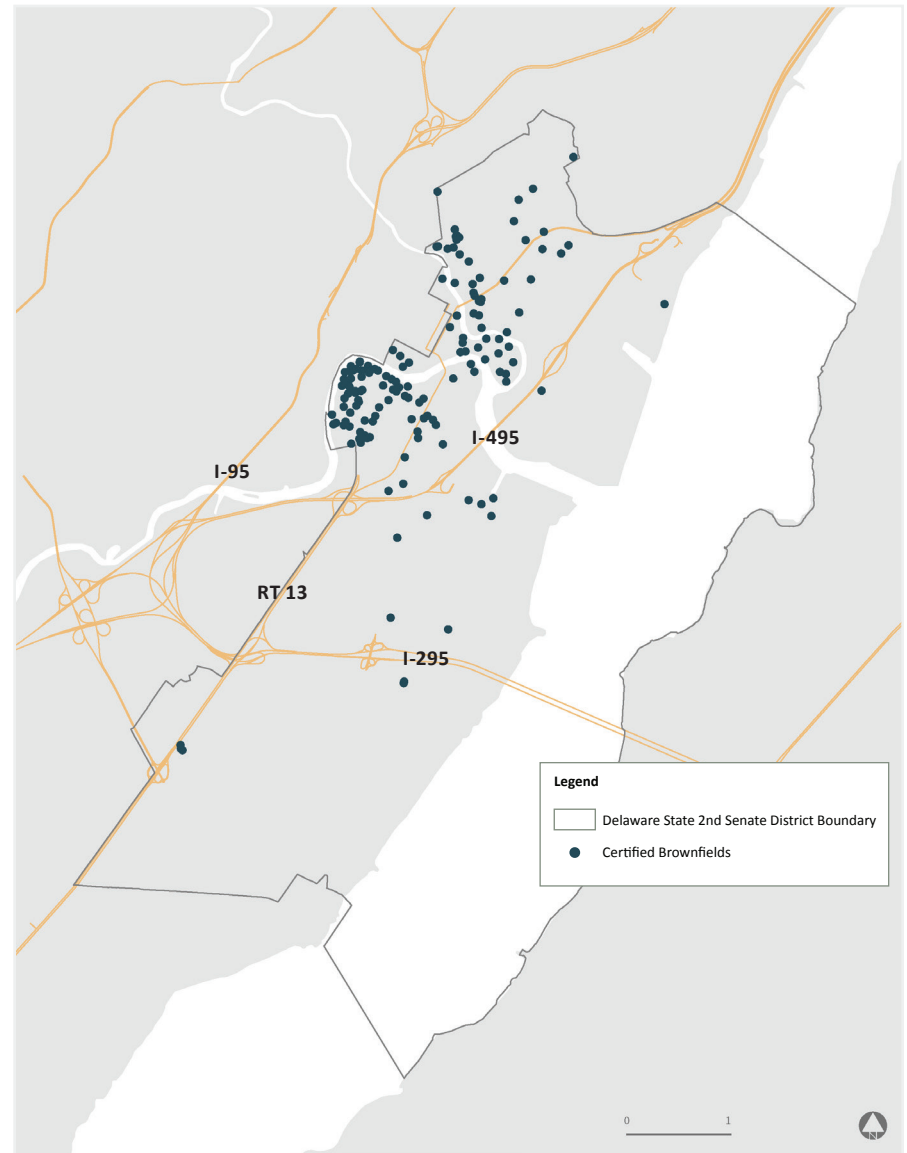 I-495
I-95
RT 13
I-295
Legend
Delaware State 2nd Senate District Boundary
Certified Brownfields
0 1
N